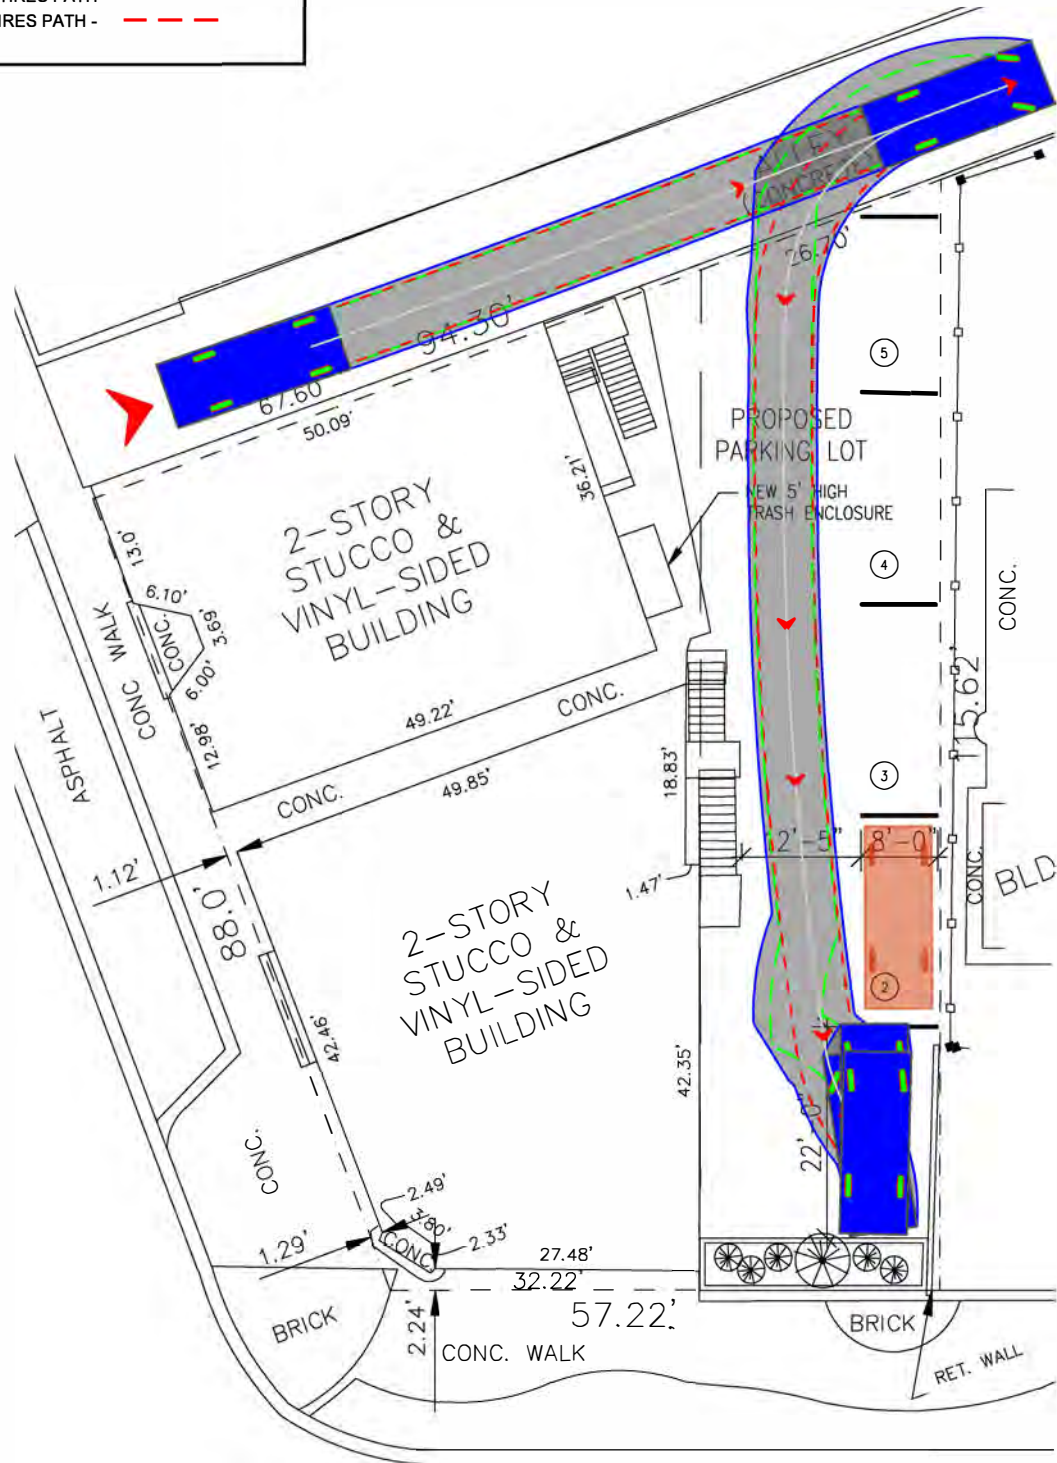 IRES PATH -
ALLEY
(CONCRETE)
26.70'
94.30'
67.60'
50.09'
5
PROPOSED
PARKING LOT
36.21'
NEW 5' HIGH
TRASH ENCLOSURE
2-STORY
STUCCO &
VINYL-SIDED
BUILDING
13.0'
6.10'
3.69'
CONC.
6.00'
4
CONC.
CONC WALK
ASPHALT
12.98'
49.22'
CONC.
15.62'
CONC.
49.85'
18.83'
3
2'-5"
8'-0"
1.12'
88.0'
1.47'
CONC.
BLD
2-STORY
STUCCO &
VINYL-SIDED
BUILDING
2
42.46'
42.35'
22'
CONC.
2.49'
3.80'
CONC
2.33'
1.29'
27.48'
32.22'
57.22'
BRICK
2.24'
CONC. WALK
BRICK
RET. WALL